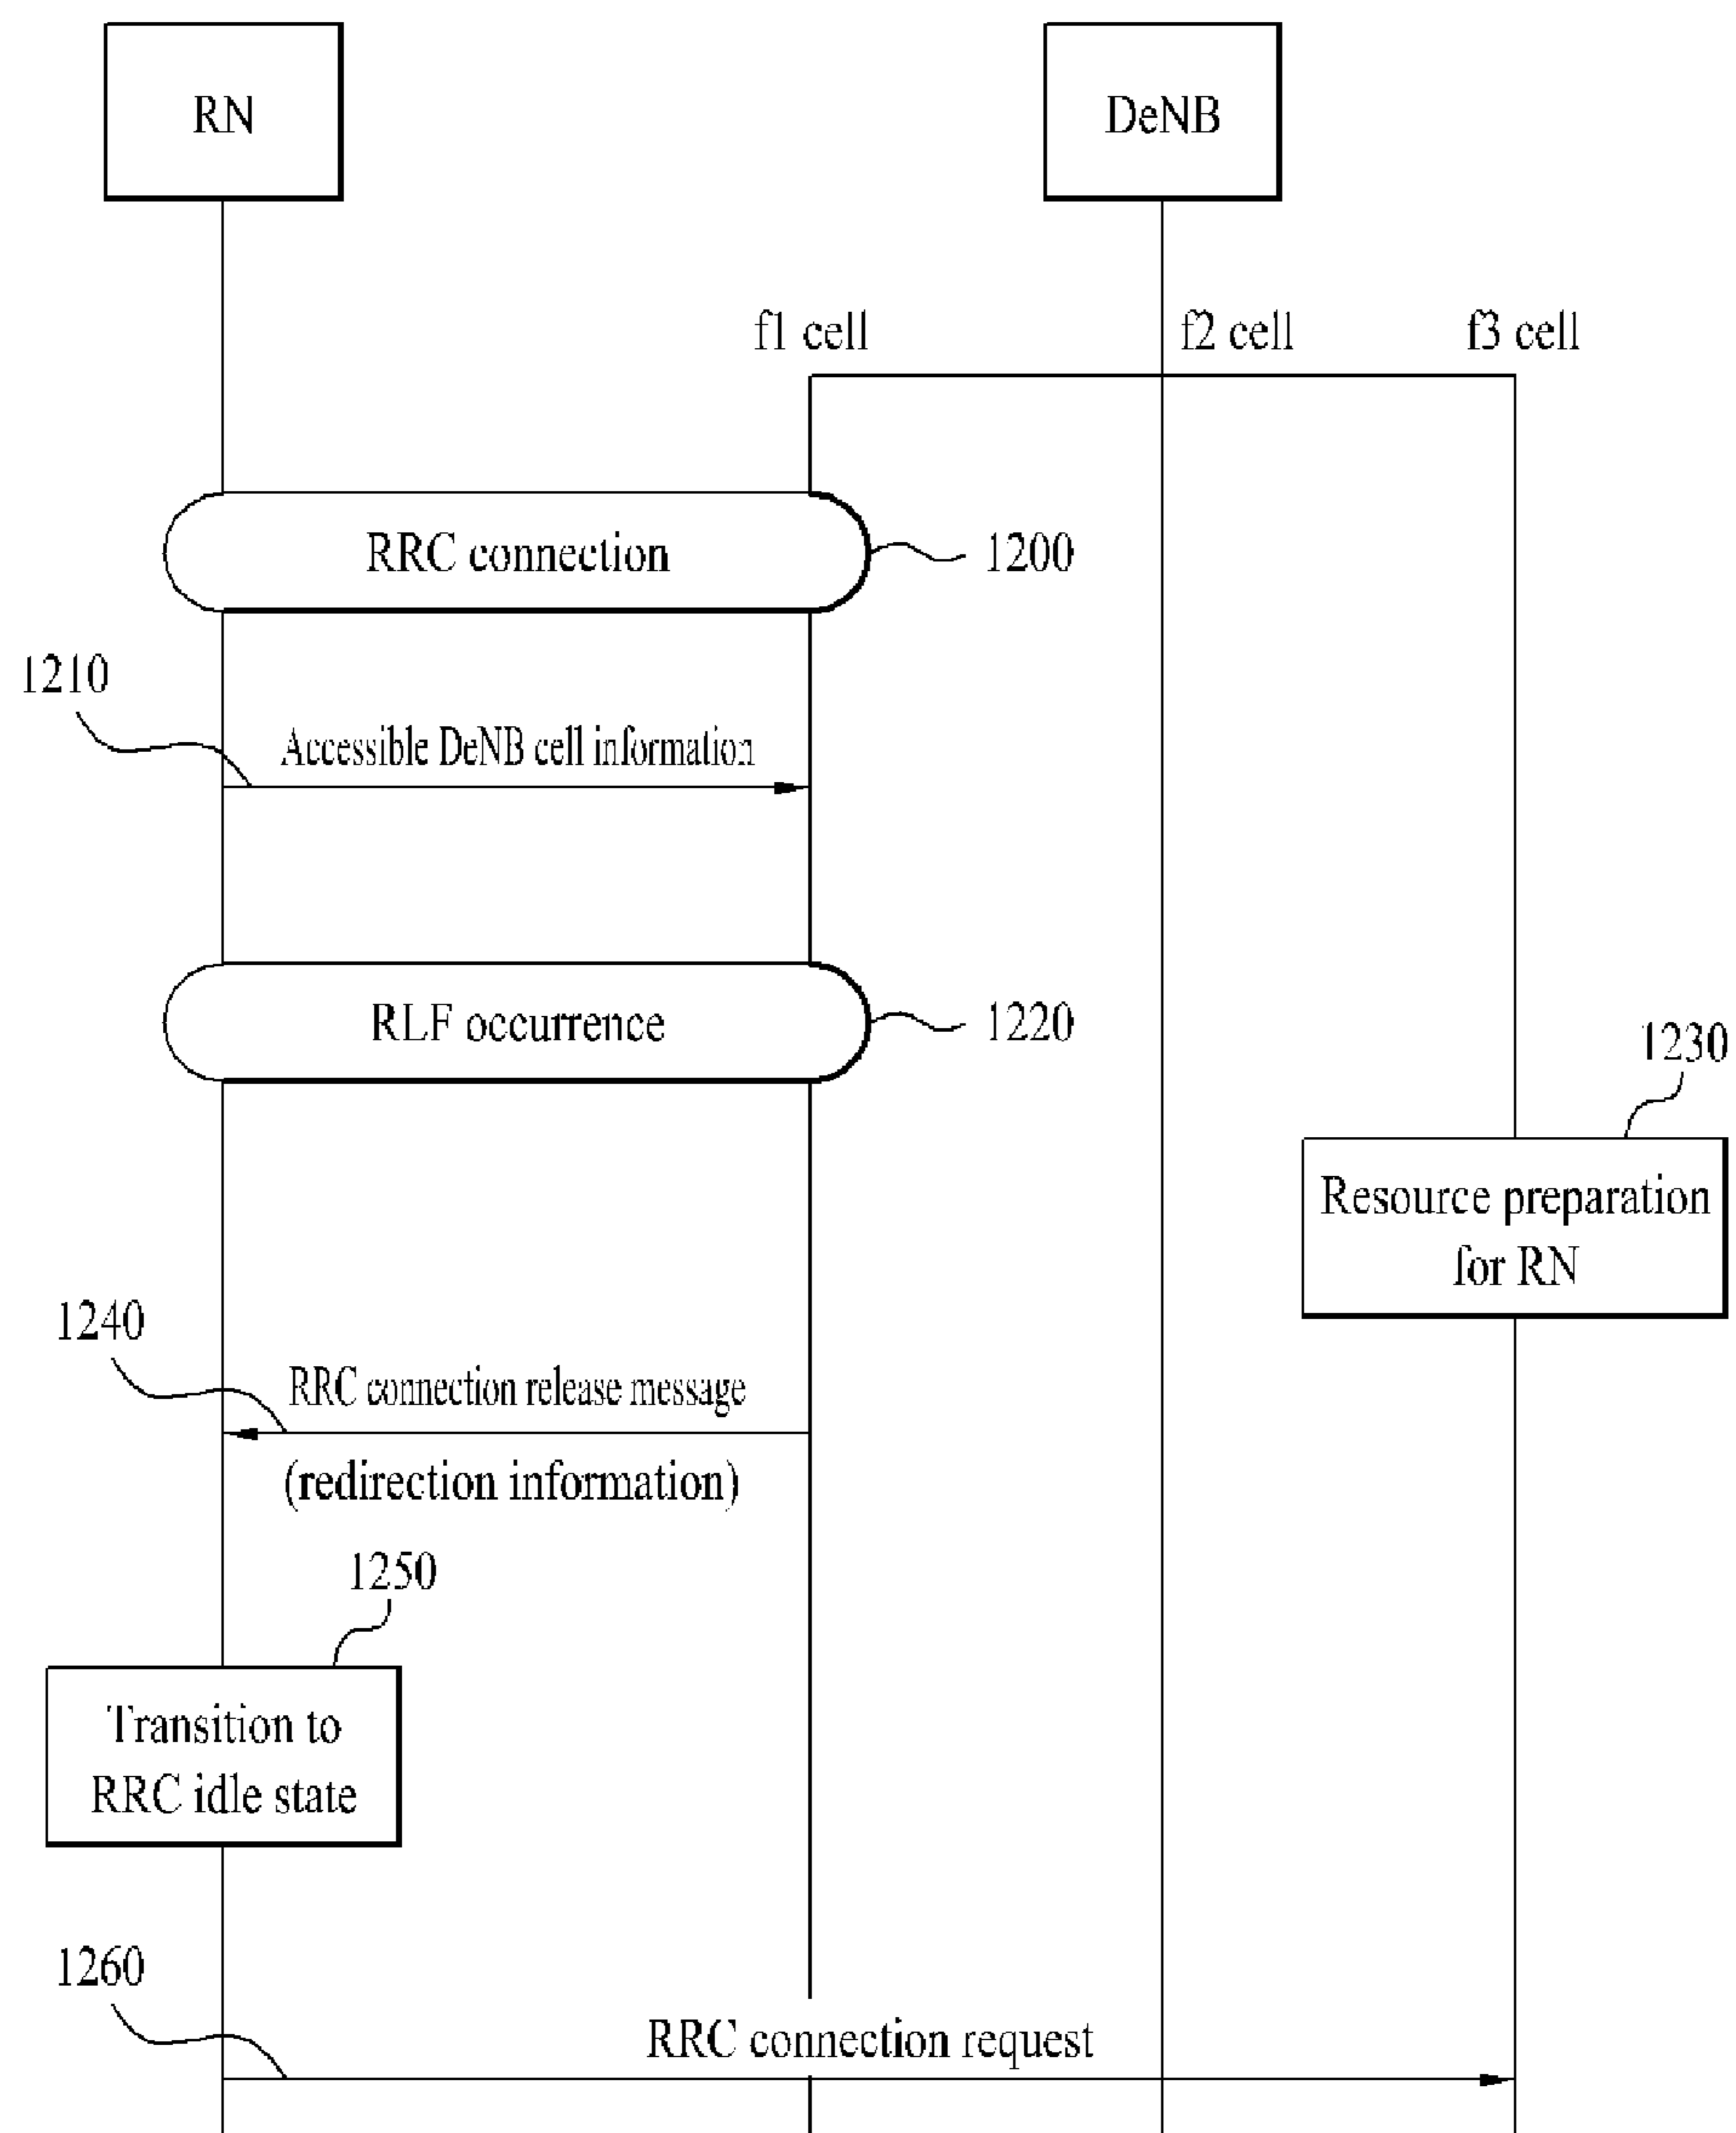 RN
DeNB
f1 cell
f2 cell
f3 cell
RRC connection
1200
1210
Accessible DeNB cell information
RLF occurrence
1220
1230
Resource preparation
for RN
1240
RRC connection release message
(redirection information)
1250
Transition to
RRC idle state
1260
RRC connection request